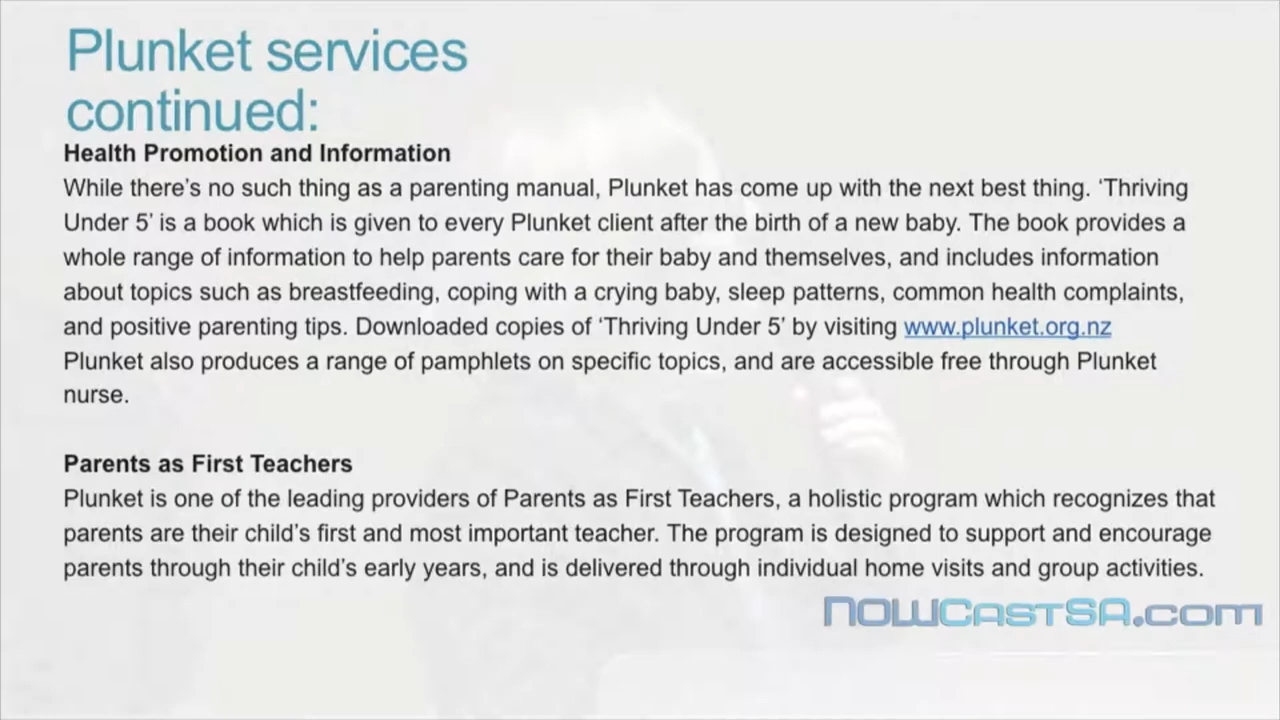 Plunket services
continued:
Health Promotion and Information
While there’s no such thing as a parenting manual, Plunket has come up with the next best thing. ‘Thriving
Under 5’ is a book which is given to every Plunket client after the birth of a new baby. The book provides a
whole range of information to help parents care for their baby and themselves, and includes information
about topics such as breastfeeding, coping with a crying baby, sleep patterns, common health complaints,
and positive parenting tips. Downloaded copies of ‘Thriving Under 5’ by visiting www.plunket.org.nz
Plunket also produces a range of pamphlets on specific topics, and are accessible free through Plunket
nurse.
Parents as First Teachers
Plunket is one of the leading providers of Parents as First Teachers, a holistic program which recognizes that
parents are their child’s first and most important teacher. The program is designed to support and encourage
parents through their child’s early years, and is delivered through individual home visits and group activities.
NOWCASTSA.com